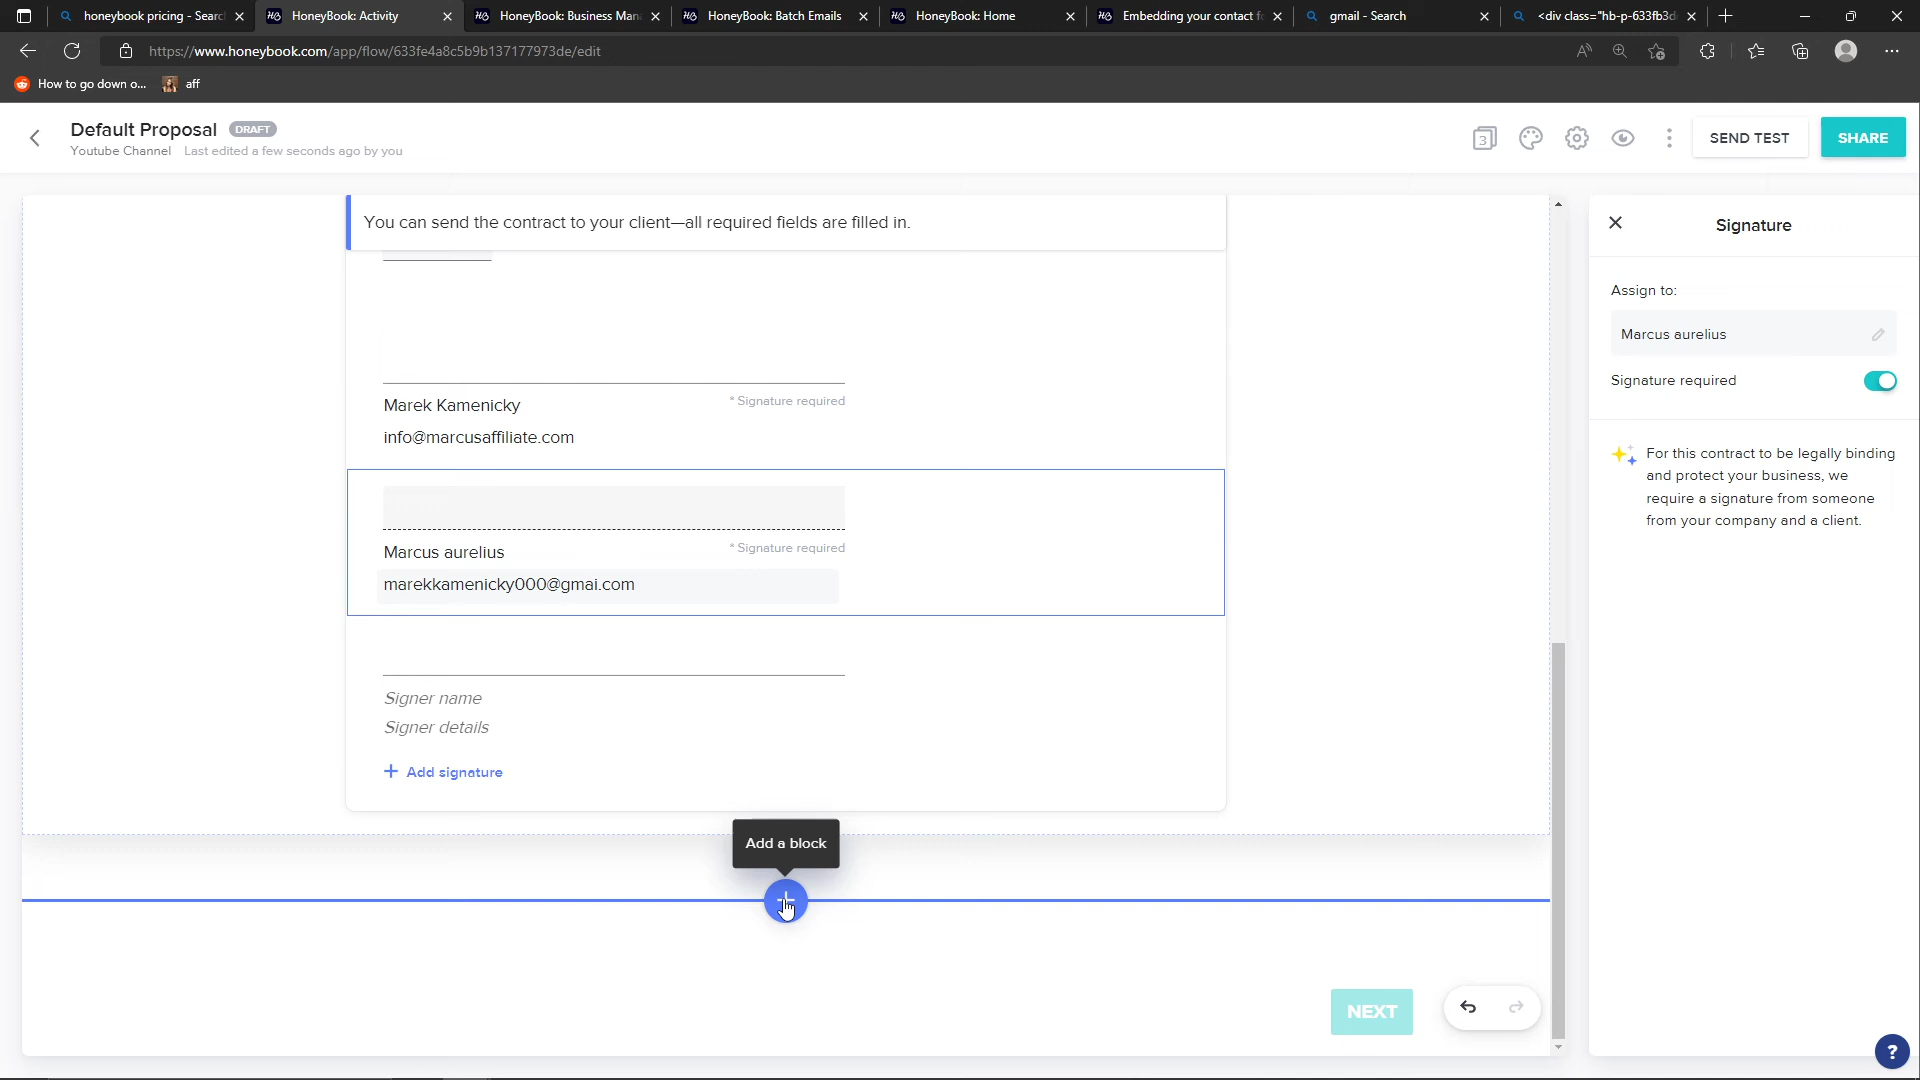 honeybook pricing - Searc
HoneyBook: Activity
HoneyBook: Business Mana
HoneyBook: Batch Emails
HoneyBook: Home
Embedding your contact fo
gmail - Search
<div class="hb-p-633fb3d
https://www.honeybook.com/app/flow/633fe4a8c5b9b137177973de/edit
How to go down o...
aff
Default Proposal DRAFT
Youtube Channel Last edited a few seconds ago by you
3
SEND TEST
SHARE
You can send the contract to your client—all required fields are filled in.
Marek Kamenicky
* Signature required
info@marcusaffiliate.com
Marcus aurelius
* Signature required
marekkamenicky000@gmai.com
Signer name
Signer details
+ Add signature
Add a block
NEXT
Signature
Assign to:
Marcus aurelius
Signature required
For this contract to be legally binding
and protect your business, we
require a signature from someone
from your company and a client.
?